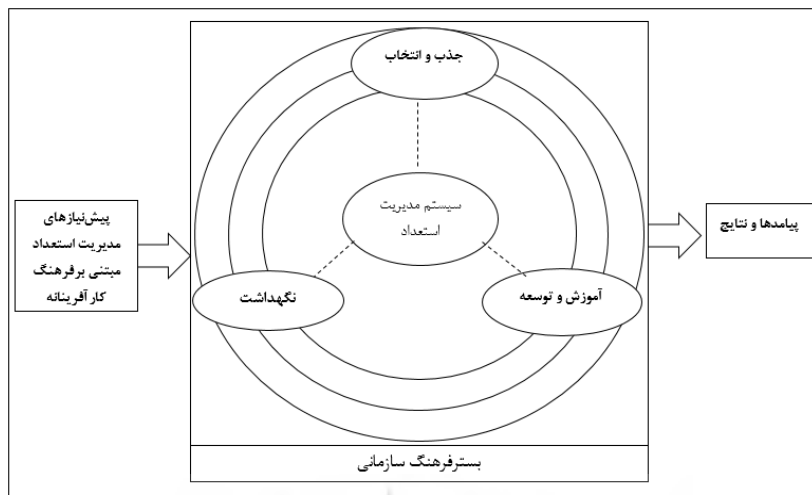 جذب و انتخاب
سیستم مدیریت
استعداد
پیش‌نیازهای
مدیریت استعداد
مبتنی برفرهنگ
کارآفرینانه
پیامدها و نتایج
نگهداشت
آموزش و توسعه
بسترفرهنگ سازمانی